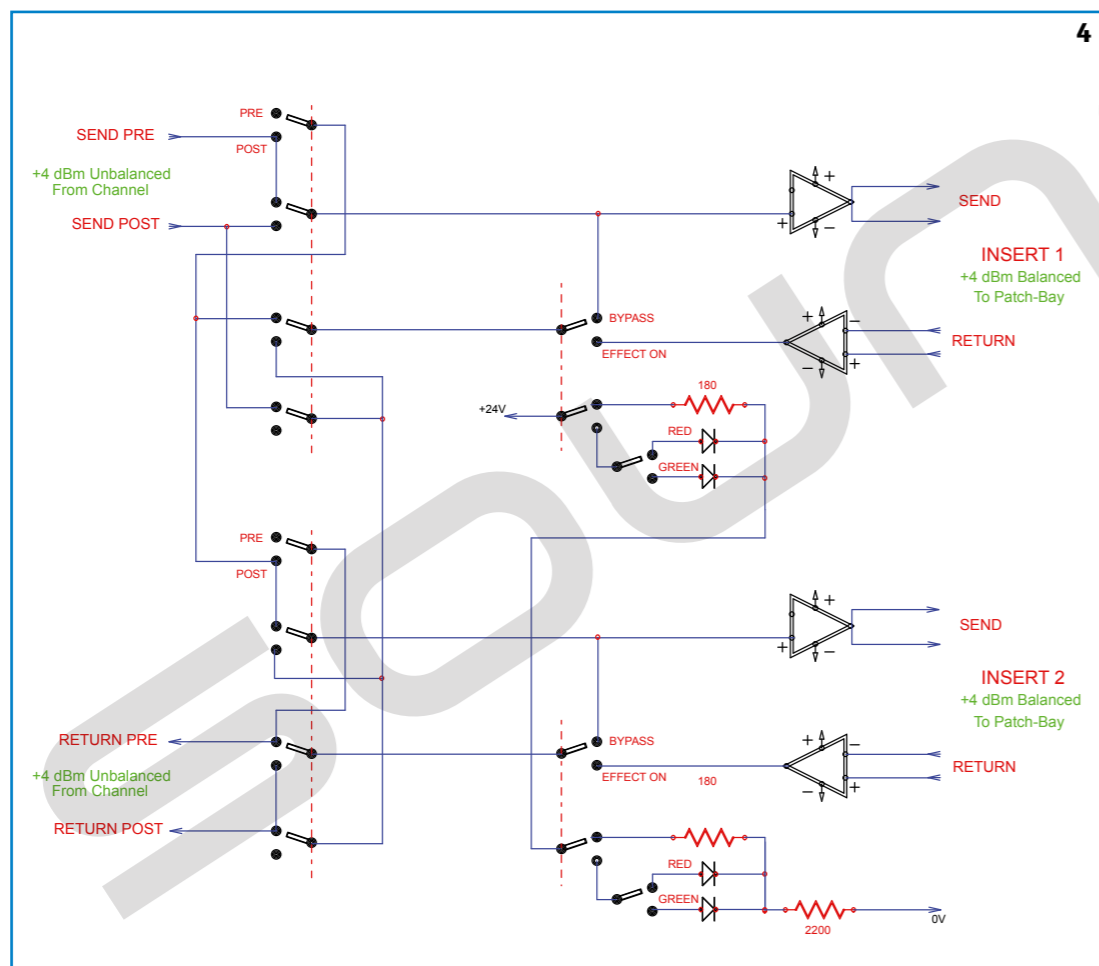 4
PRE
SEND PRE
POST
+4 dBm Unbalanced
From Channel
SEND POST
+
+
−
SEND
INSERT 1
+4 dBm Balanced
To Patch-Bay
BYPASS
EFFECT ON
+
−
−
+
RETURN
+24V
180
RED
GREEN
PRE
POST
+
+
−
SEND
INSERT 2
+4 dBm Balanced
To Patch-Bay
RETURN PRE
+4 dBm Unbalanced
From Channel
RETURN POST
BYPASS
EFFECT ON
180
+
−
−
+
RETURN
RED
GREEN
2200
0V
soun